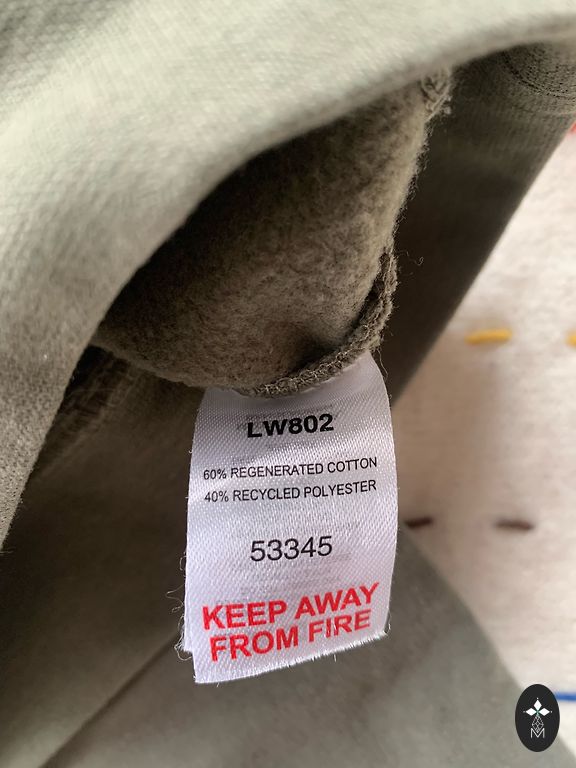 LW802
60% REGENERATED COTTON
40% RECYCLED POLYESTER
53345
KEEP AWAY
FROM FIRE
M